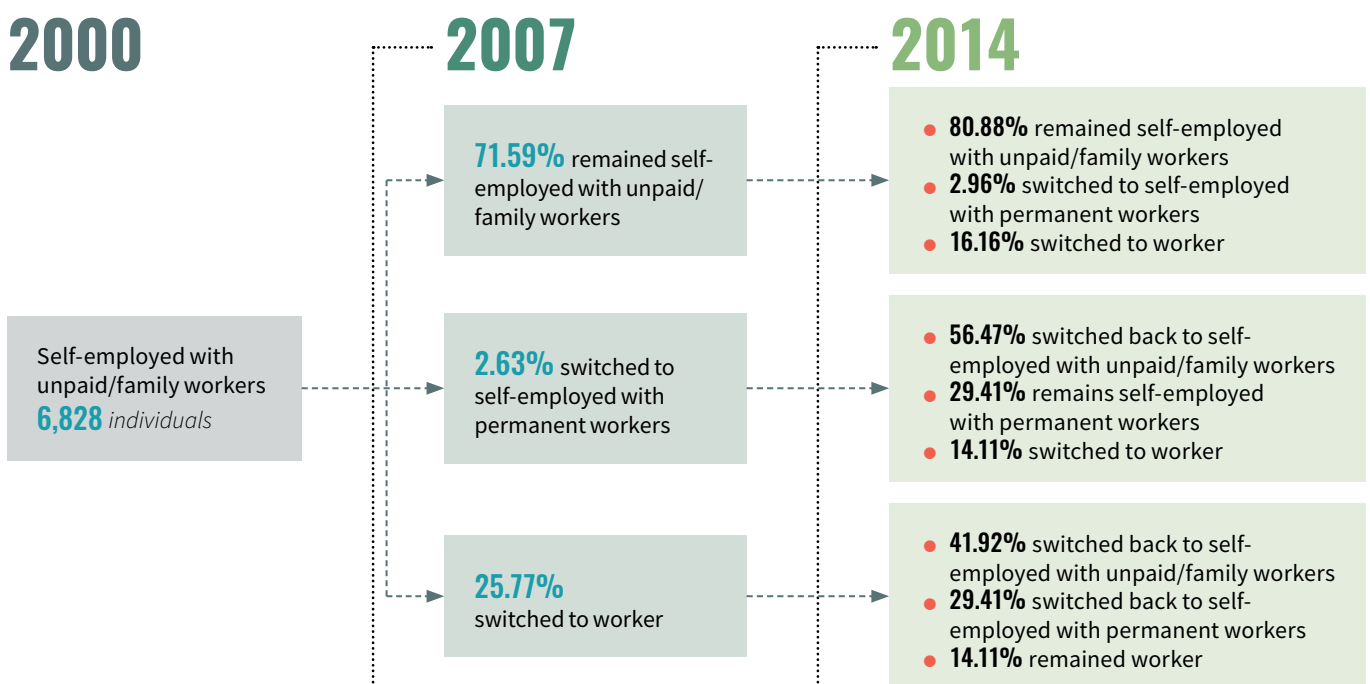 2000
2007
2014
Self-employed with
unpaid/family workers
6,828 individuals
71.59% remained self-
employed with unpaid/
family workers
2.63% switched to
self-employed with
permanent workers
25.77%
switched to worker
80.88% remained self-employed
with unpaid/family workers
2.96% switched to self-employed
with permanent workers
16.16% switched to worker
56.47% switched back to self-
employed with unpaid/family workers
29.41% remains self-employed
with permanent workers
14.11% switched to worker
41.92% switched back to self-
employed with unpaid/family workers
29.41% switched back to self-
employed with permanent workers
14.11% remained worker